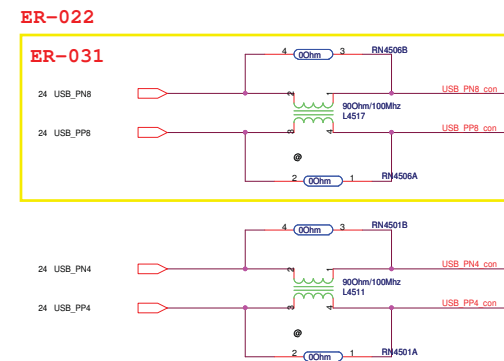 ER-022
ER-031
4 0Ohm 3 RN4506B
24 USB_PN8 2 1 USB_PN8_con
90Ohm/100Mhz
L4517
24 USB_PP8 3 4 USB_PP8_con
@
2 0Ohm 1 RN4506A
4 0Ohm 3 RN4501B
24 USB_PN4 2 1 USB_PN4_con
90Ohm/100Mhz
L4511
24 USB_PP4 3 4 USB_PP4_con
@
2 0Ohm 1 RN4501A